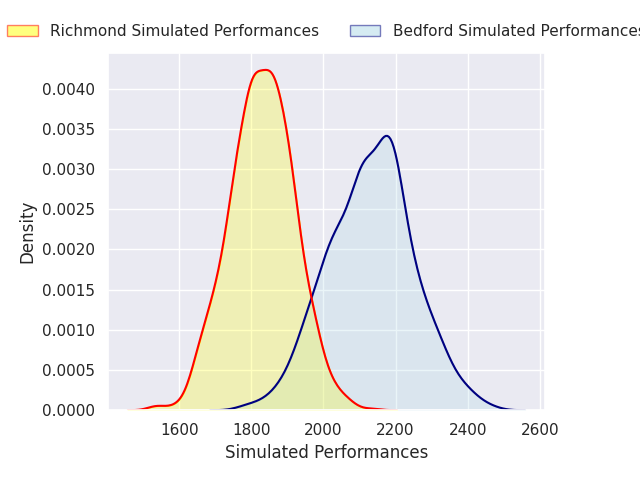 Richmond Simulated Performances
Bedford Simulated Performances
0.0040
0.0035
0.0030
0.0025
0.0020
0.0015
0.0010
0.0005
0.0000
Density
1600 1800 2000 2200 2400 2600
Simulated Performances